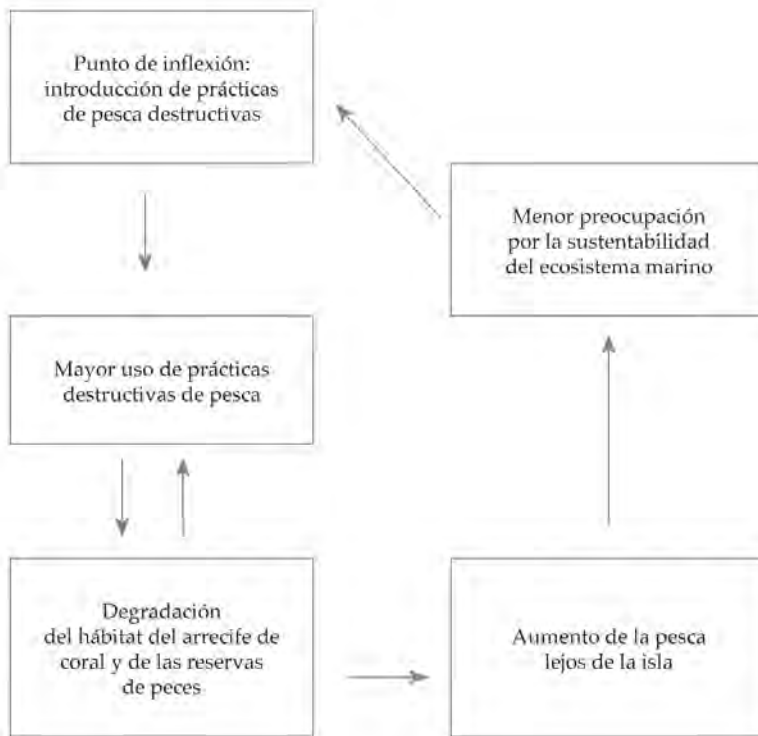 Punto de inflexión:
introducción de prácticas
de pesca destructivas
Menor preocupación
por la sustentabilidad
del ecosistema marino
Mayor uso de prácticas
destructivas de pesca
Degradación
del hábitat del arrecife de
coral y de las reservas
de peces
Aumento de la pesca
lejos de la isla